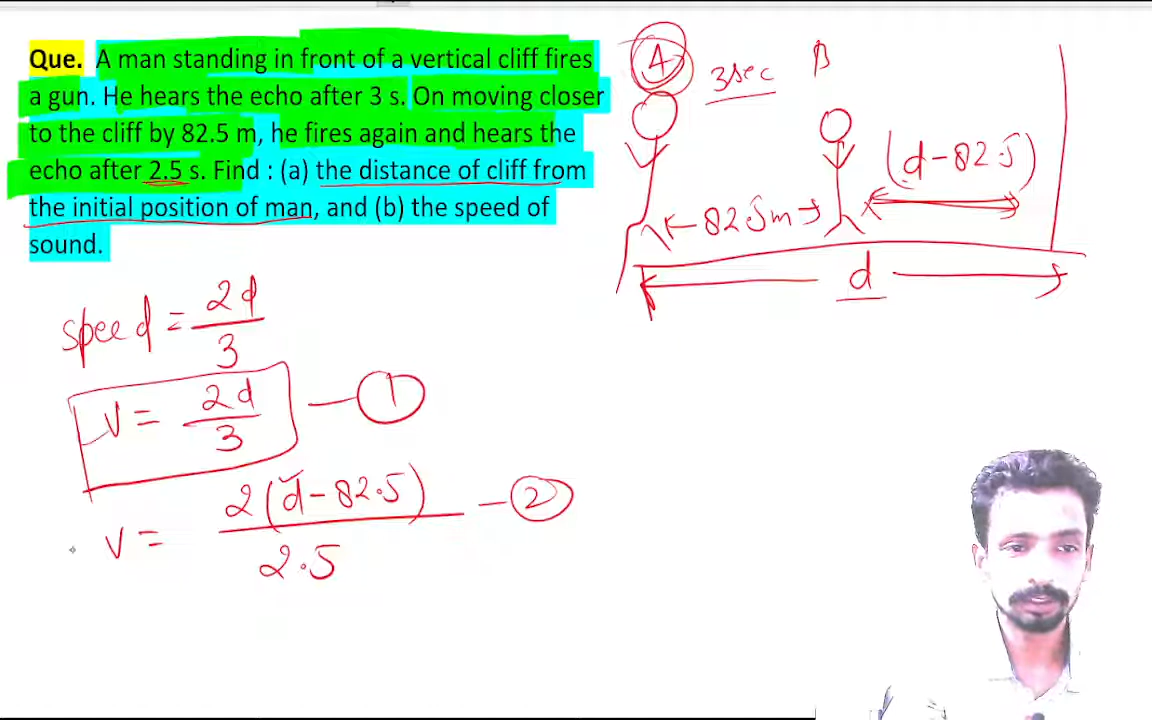 Que. A man standing in front of a vertical cliff fires
a gun. He hears the echo after 3 s. On moving closer
to the cliff by 82.5 m, he fires again and hears the
echo after 2.5 s. Find : (a) the distance of cliff from
the initial position of man, and (b) the speed of
sound.
A
3sec
B
(d-82.5)
82.5m
d
speed = 2d/3
v = 2d/3 — 1
v = 2(d-82.5)/2.5 — 2